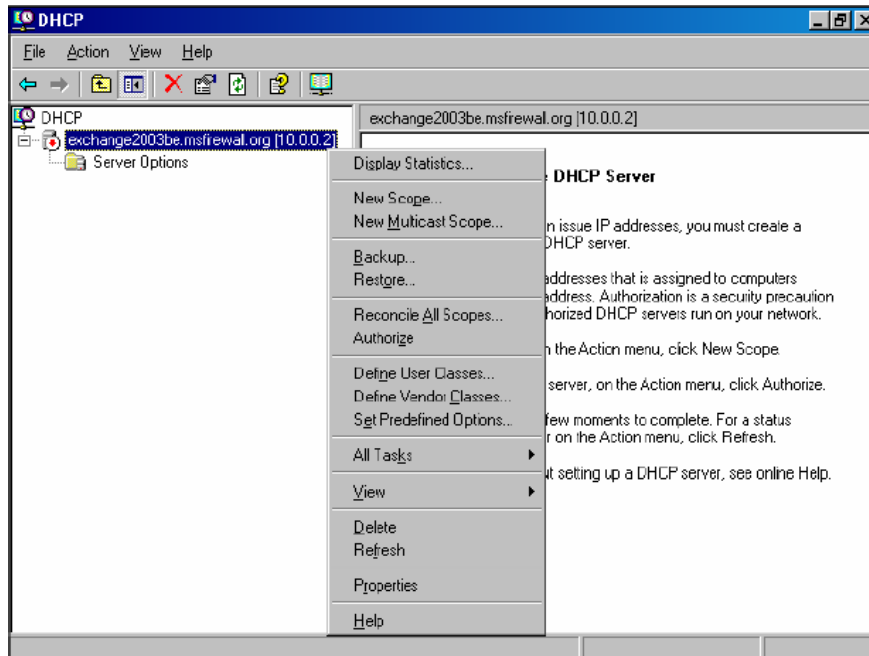 DHCP
File Action View Help
DHCP
exchange2003be.msfirewal.org [10.0.0.2]
Server Options
exchange2003be.msfirewal.org [10.0.0.2]
DHCP Server
n issue IP addresses, you must create a
DHCP server.
addresses that is assigned to computers
address. Authorization is a security precaution
horized DHCP servers run on your network.
n the Action menu, click New Scope.
server, on the Action menu, click Authorize.
few moments to complete. For a status
r on the Action menu, click Refresh.
ut setting up a DHCP server, see online Help.
Display Statistics...
New Scope...
New Multicast Scope...
Backup...
Restore...
Reconcile All Scopes...
Authorize
Define User Classes...
Define Vendor Classes...
Set Predefined Options...
All Tasks
View
Delete
Refresh
Properties
Help